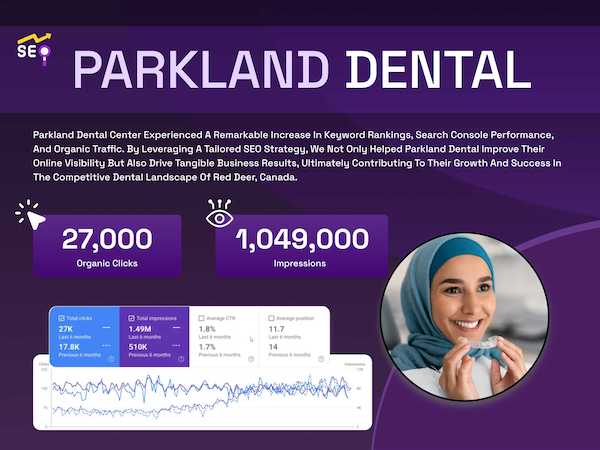 SEO
PARKLAND DENTAL
Parkland Dental Center Experienced A Remarkable Increase In Keyword Rankings, Search Console Performance,
And Organic Traffic. By Leveraging A Tailored SEO Strategy, We Not Only Helped Parkland Dental Improve Their
Online Visibility But Also Drive Tangible Business Results, Ultimately Contributing To Their Growth And Success In
The Competitive Dental Landscape Of Red Deer, Canada.
27,000
Organic Clicks
1,049,000
Impressions
Total clicks
27K
Last 6 months
17.8K
Previous 6 months
Total impressions
1.49M
Last 6 months
510K
Previous 6 months
Average CTR
1.8%
Last 6 months
1.7%
Previous 6 months
Average position
11.7
Last 6 months
14
Previous 6 months